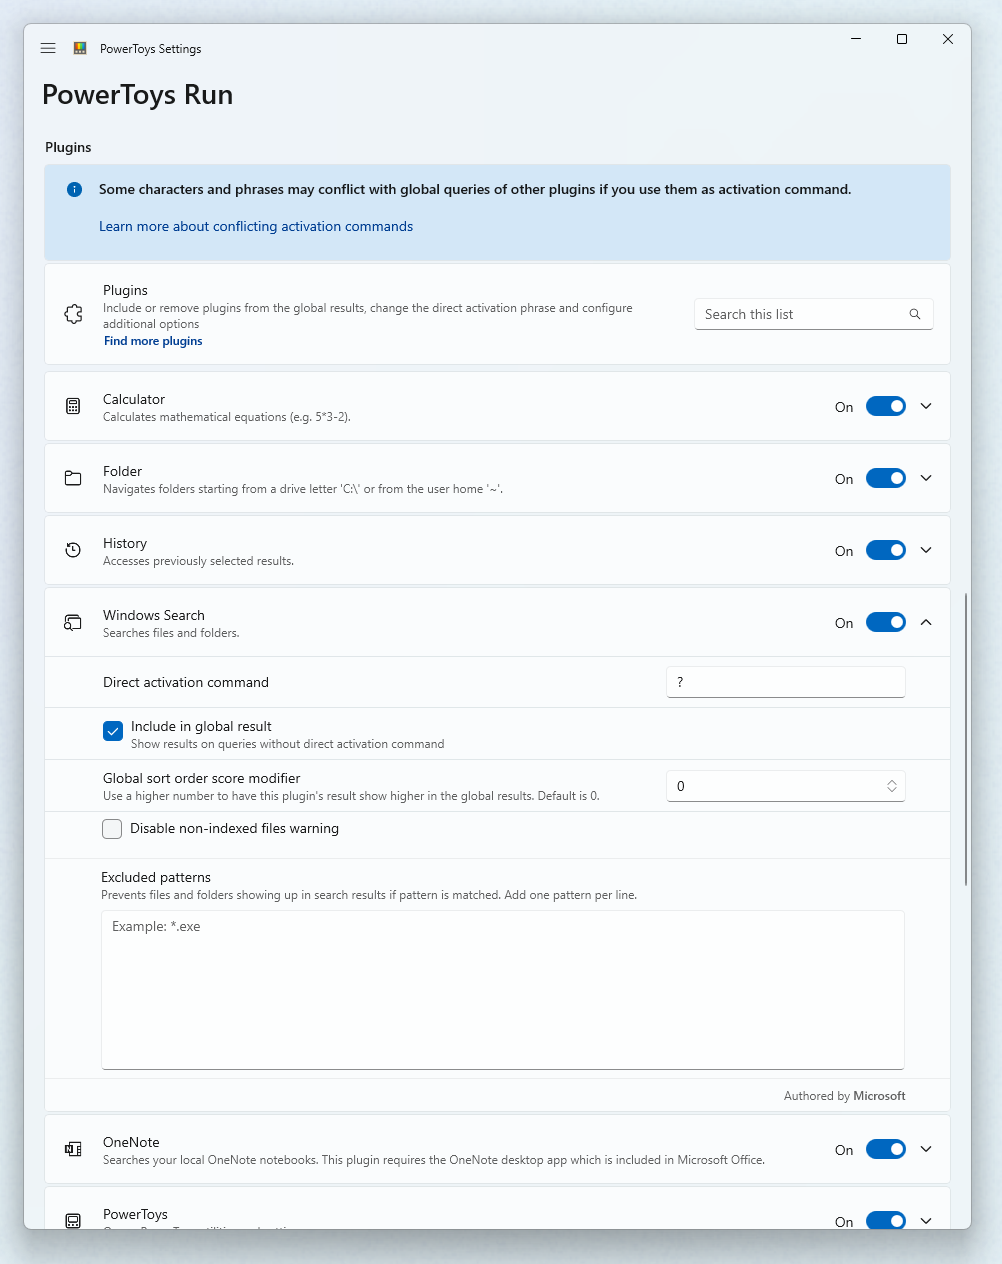 PowerToys Settings
PowerToys Run
Plugins
Some characters and phrases may conflict with global queries of other plugins if you use them as activation command.
Learn more about conflicting activation commands
Plugins
Include or remove plugins from the global results, change the direct activation phrase and configure
additional options
Find more plugins
Search this list
Calculator
Calculates mathematical equations (e.g. 5*3-2).
On
Folder
Navigates folders starting from a drive letter 'C:\' or from the user home '~'.
On
History
Accesses previously selected results.
On
Windows Search
Searches files and folders.
On
Direct activation command
?
Include in global result
Show results on queries without direct activation command
Global sort order score modifier
Use a higher number to have this plugin's result show higher in the global results. Default is 0.
0
Disable non-indexed files warning
Excluded patterns
Prevents files and folders showing up in search results if pattern is matched. Add one pattern per line.
Example: *.exe
Authored by Microsoft
OneNote
Searches your local OneNote notebooks. This plugin requires the OneNote desktop app which is included in Microsoft Office.
On
PowerToys
On